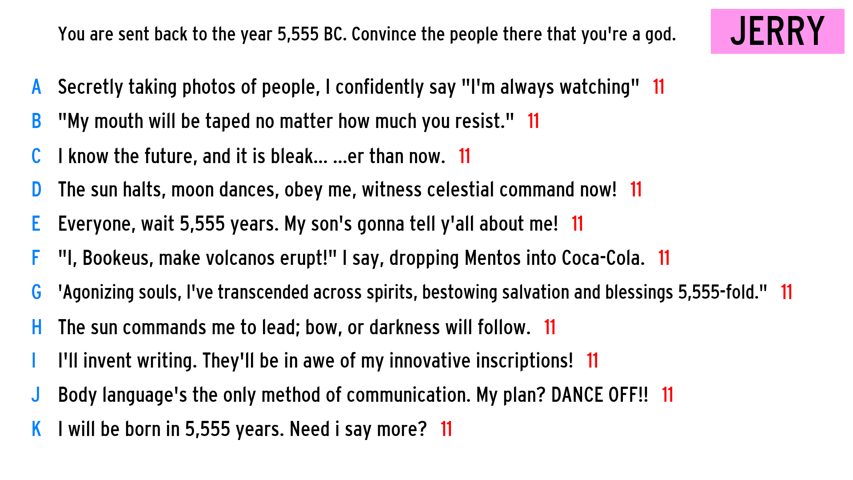 You are sent back to the year 5,555 BC. Convince the people there that you're a god.
JERRY
A Secretly taking photos of people, I confidently say "I'm always watching" 11
B "My mouth will be taped no matter how much you resist." 11
C I know the future, and it is bleak... ...er than now. 11
D The sun halts, moon dances, obey me, witness celestial command now! 11
E Everyone, wait 5,555 years. My son's gonna tell y'all about me! 11
F "I, Bookeus, make volcanos erupt!" I say, dropping Mentos into Coca-Cola. 11
G 'Agonizing souls, I've transcended across spirits, bestowing salvation and blessings 5,555-fold." 11
H The sun commands me to lead; bow, or darkness will follow. 11
I I'll invent writing. They'll be in awe of my innovative inscriptions! 11
J Body language's the only method of communication. My plan? DANCE OFF!! 11
K I will be born in 5,555 years. Need i say more? 11